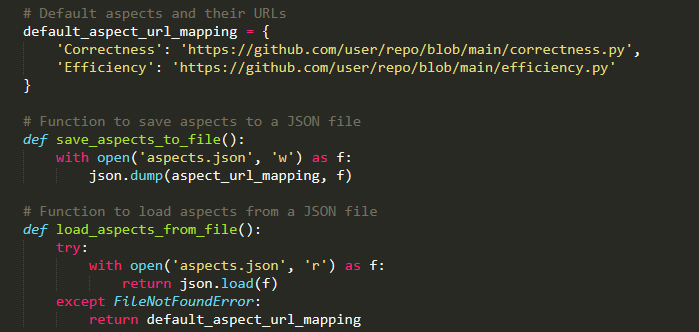 # Default aspects and their URLs
default_aspect_url_mapping = {
    'Correctness': 'https://github.com/user/repo/blob/main/correctness.py',
    'Efficiency': 'https://github.com/user/repo/blob/main/efficiency.py'
}
# Function to save aspects to a JSON file
def save_aspects_to_file():
    with open('aspects.json', 'w') as f:
        json.dump(aspect_url_mapping, f)
# Function to load aspects from a JSON file
def load_aspects_from_file():
    try:
        with open('aspects.json', 'r') as f:
            return json.load(f)
    except FileNotFoundError:
        return default_aspect_url_mapping